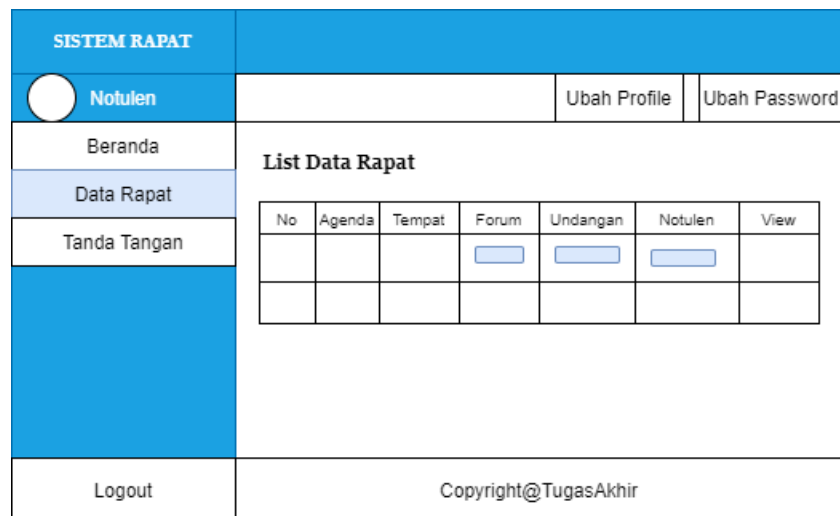 SISTEM RAPAT
Notulen
Ubah Profile
Ubah Password
Beranda
Data Rapat
Tanda Tangan
List Data Rapat
No Agenda Tempat Forum Undangan Notulen View
Logout
Copyright@TugasAkhir